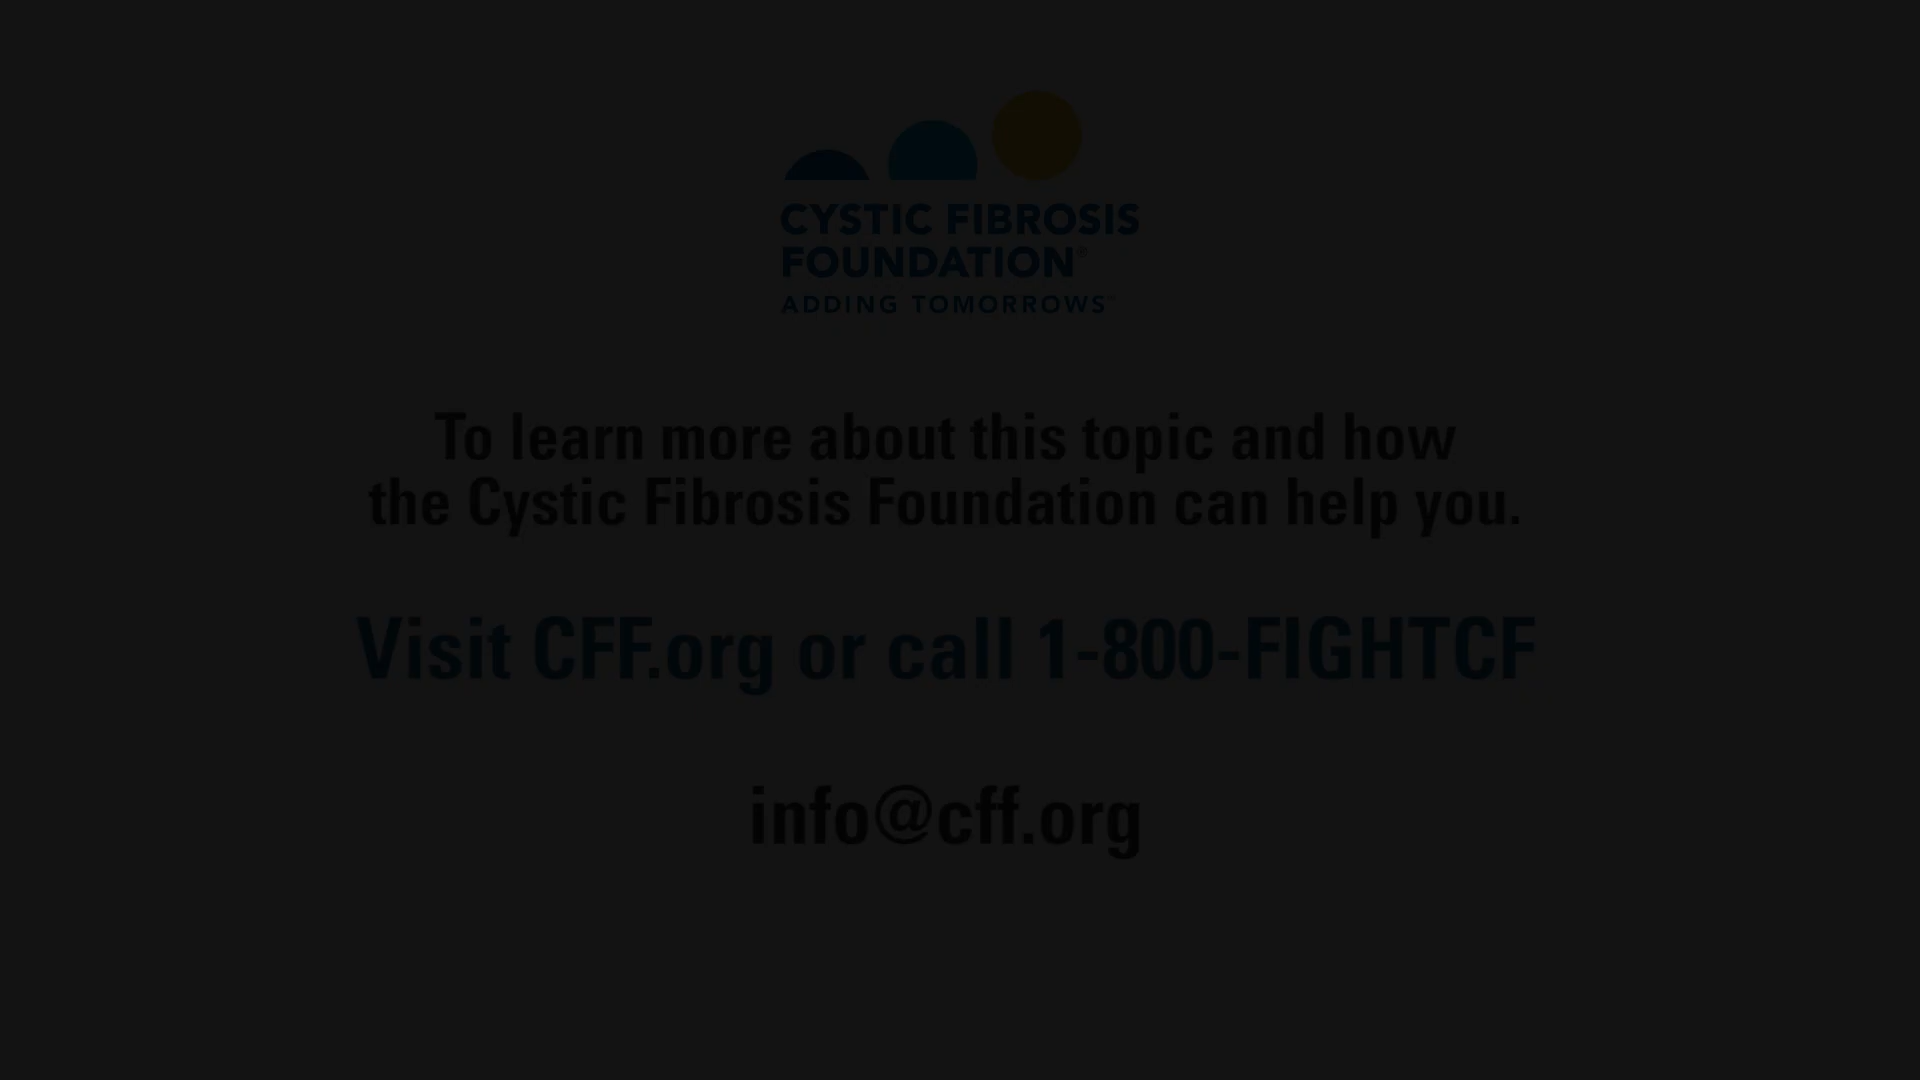 CYSTIC FIBROSIS
FOUNDATION®
ADDING TOMORROWS™
To learn more about this topic and how
the Cystic Fibrosis Foundation can help you.
Visit CFF.org or call 1-800-FIGHTCF
info@cff.org